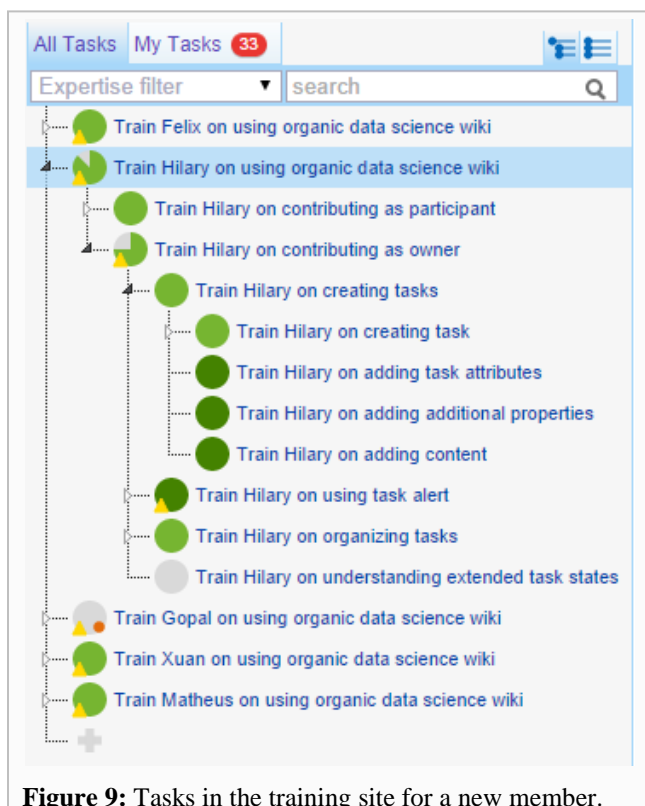 All Tasks My Tasks 33
Expertise filter search
Train Felix on using organic data science wiki
Train Hilary on using organic data science wiki
Train Hilary on contributing as participant
Train Hilary on contributing as owner
Train Hilary on creating tasks
Train Hilary on creating task
Train Hilary on adding task attributes
Train Hilary on adding additional properties
Train Hilary on adding content
Train Hilary on using task alert
Train Hilary on organizing tasks
Train Hilary on understanding extended task states
Train Gopal on using organic data science wiki
Train Xuan on using organic data science wiki
Train Matheus on using organic data science wiki
Figure 9: Tasks in the training site for a new member.